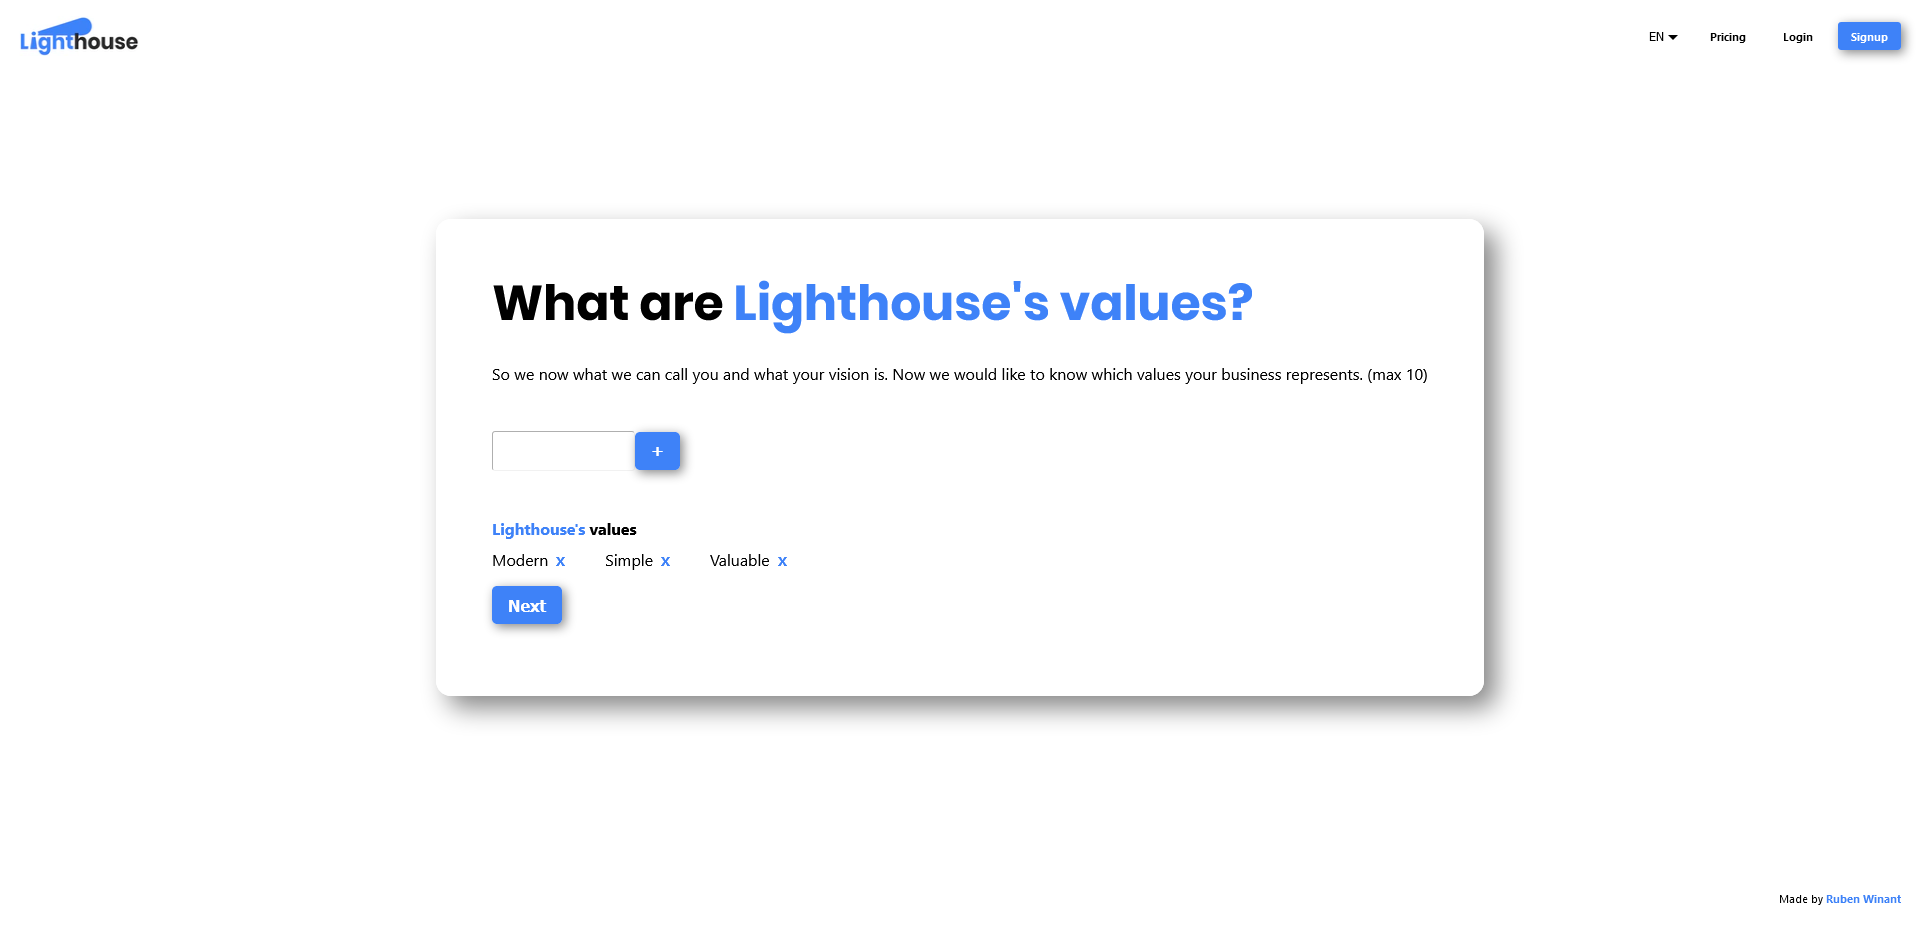 Lighthouse
EN
Pricing
Login
Signup
What are Lighthouse's values?
So we now what we can call you and what your vision is. Now we would like to know which values your business represents. (max 10)
+
Lighthouse's values
Modern x Simple x Valuable x
Next
Made by Ruben Winant